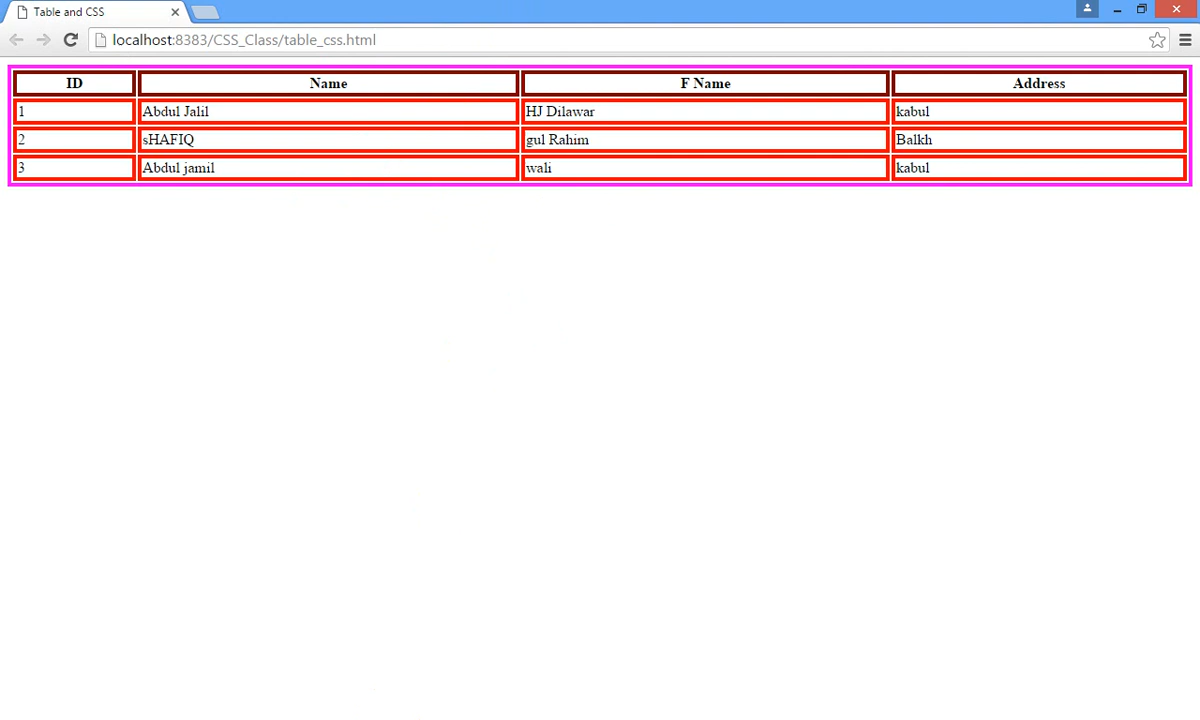 Table and CSS
localhost:8383/CSS_Class/table_css.html
ID Name F Name Address
1 Abdul Jalil HJ Dilawar kabul
2 sHAFIQ gul Rahim Balkh
3 Abdul jamil wali kabul